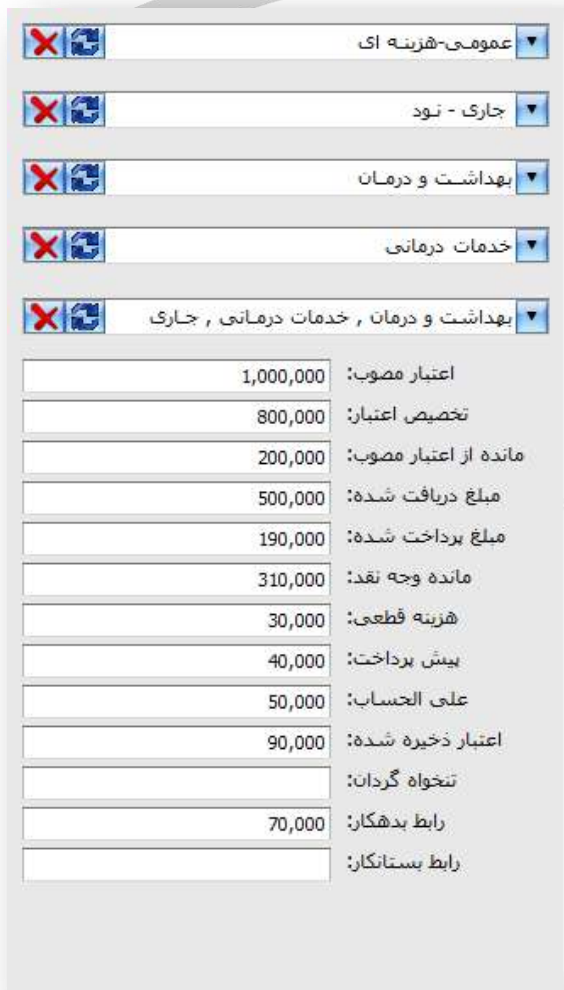 عمومی-هزینه ای
جاری - نود
بهداشت و درمان
خدمات درمانی
بهداشت و درمان , خدمات درمانی , جاری
اعتبار مصوب: 1,000,000
تخصیص اعتبار: 800,000
مانده از اعتبار مصوب: 200,000
مبلغ دریافت شده: 500,000
مبلغ پرداخت شده: 190,000
مانده وجه نقد: 310,000
هزینه قطعی: 30,000
پیش پرداخت: 40,000
علی الحساب: 50,000
اعتبار ذخیره شده: 90,000
تنخواه گردان:
رابط بدهکار: 70,000
رابط بستانکار: